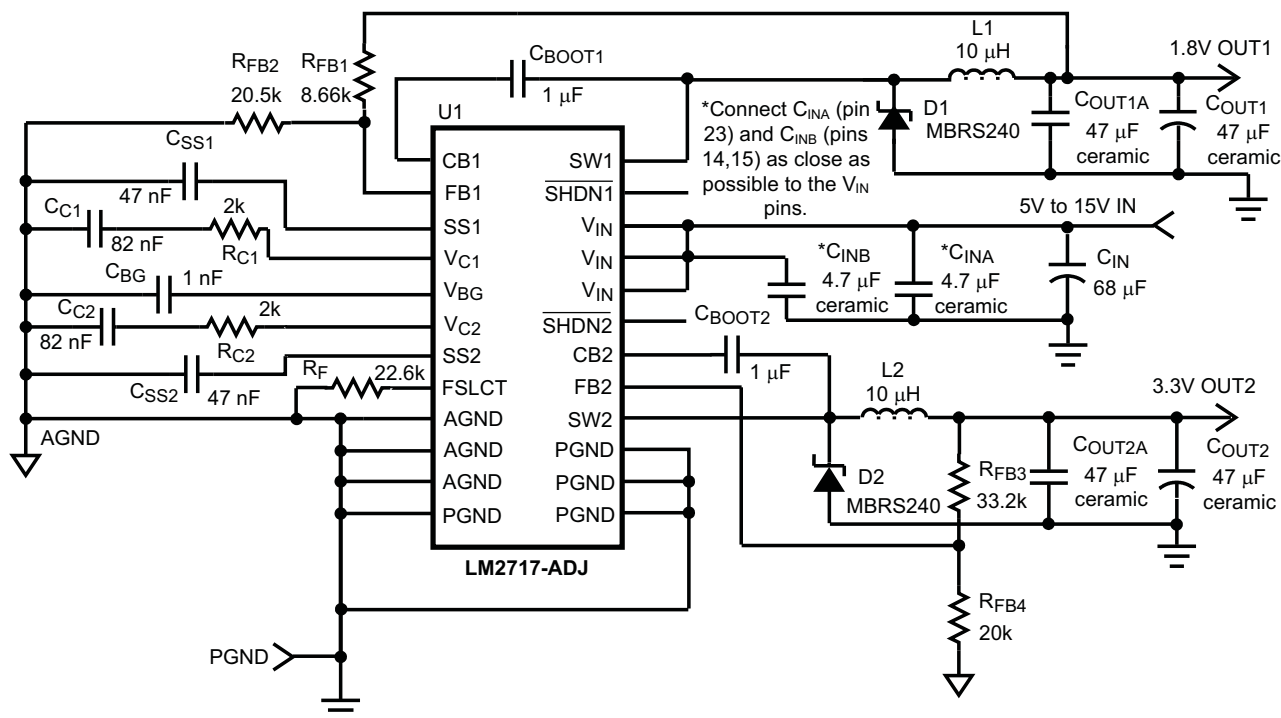 L1
10 μH
1.8V OUT1
CBOOT1
1 μF
RFB2
20.5k
RFB1
8.66k
U1
*Connect CINA (pin
23) and CINB (pins
14,15) as close as
possible to the VIN
pins.
D1
MBRS240
COUT1A
47 μF
ceramic
COUT1
47 μF
ceramic
CSS1
47 nF
CC1
82 nF
2k
RC1
CBG
1 nF
CC2
82 nF
2k
RC2
CSS2
47 nF
RF
22.6k
AGND
CB1
FB1
SS1
VC1
VBG
VC2
SS2
FSLCT
AGND
AGND
AGND
PGND
SW1
SHDN1
VIN
VIN
VIN
SHDN2
CB2
FB2
SW2
PGND
PGND
PGND
LM2717-ADJ
5V to 15V IN
*CINB
4.7 μF
ceramic
*CINA
4.7 μF
ceramic
CIN
68 μF
CBOOT2
1 μF
L2
10 μH
3.3V OUT2
D2
MBRS240
RFB3
33.2k
COUT2A
47 μF
ceramic
COUT2
47 μF
ceramic
RFB4
20k
PGND